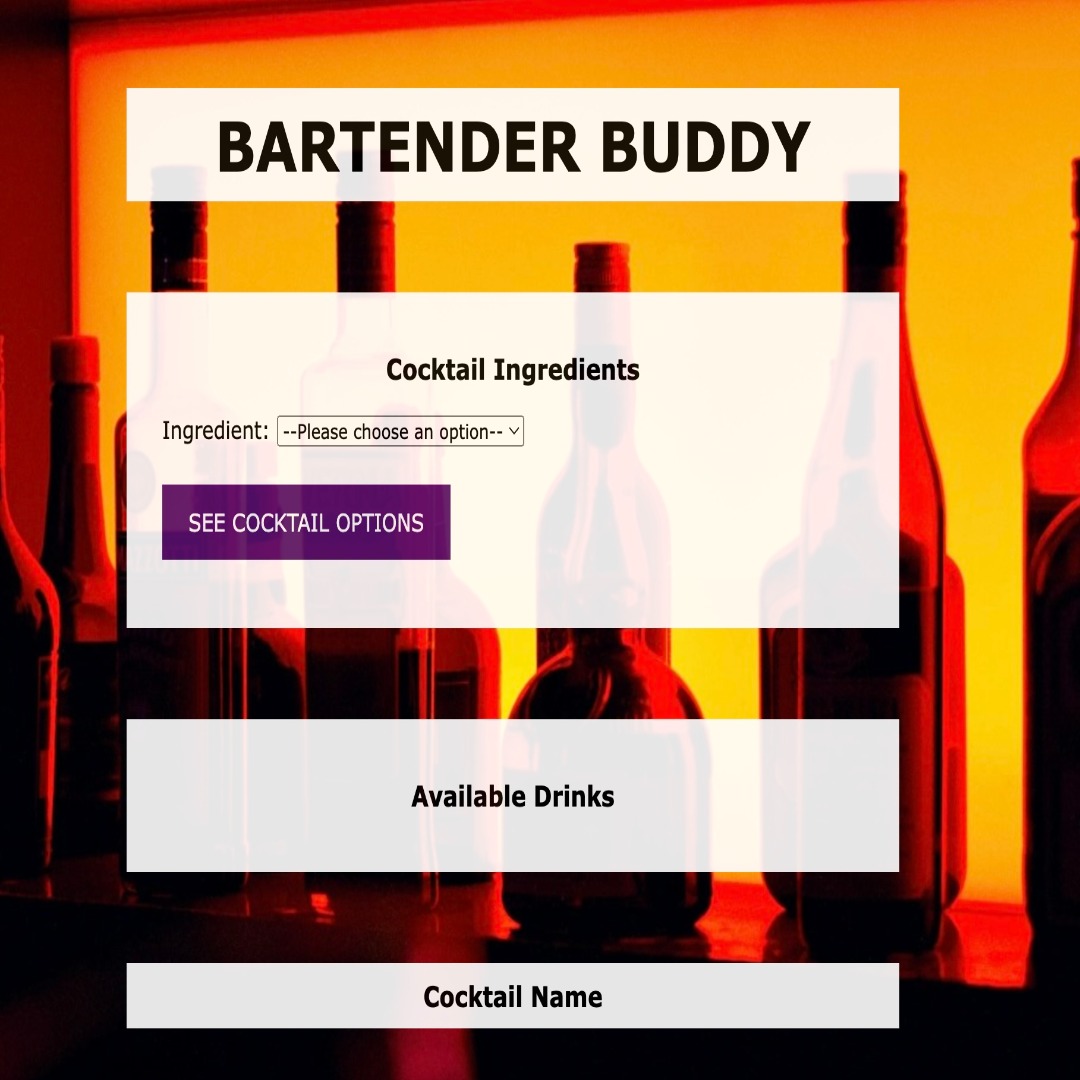 BARTENDER BUDDY
Cocktail Ingredients
Ingredient: --Please choose an option--
SEE COCKTAIL OPTIONS
Available Drinks
Cocktail Name